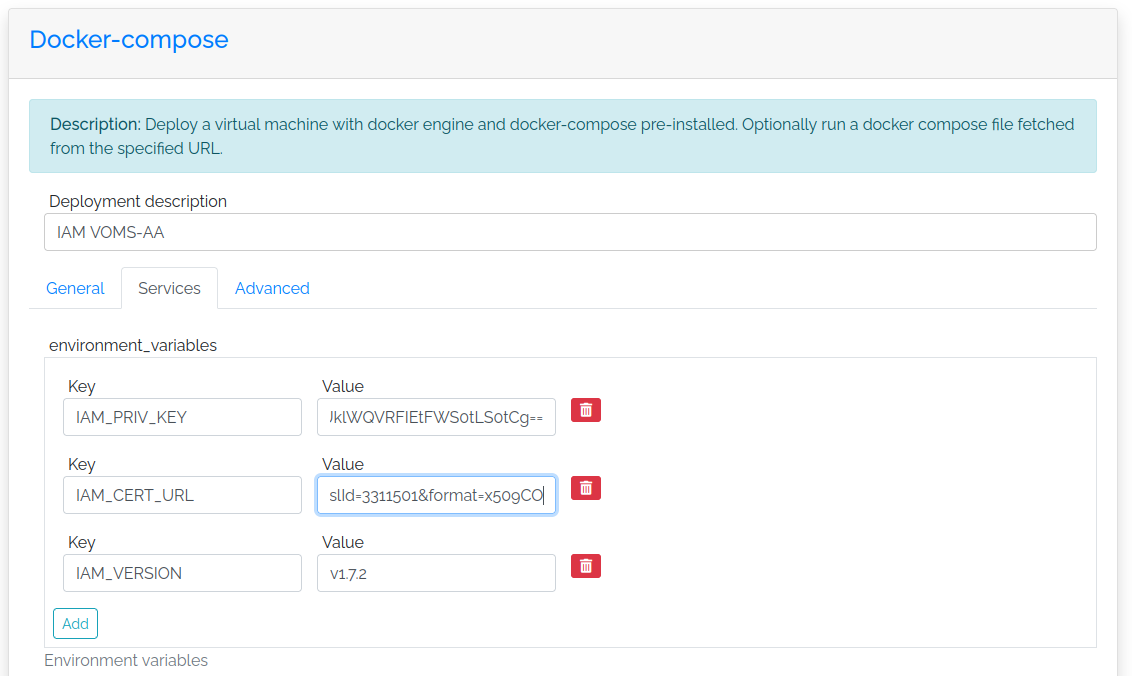 Docker-compose
Description: Deploy a virtual machine with docker engine and docker-compose pre-installed. Optionally run a docker compose file fetched
from the specified URL.
Deployment description
IAM VOMS-AA
General Services Advanced
environment_variables
Key Value
IAM_PRIV_KEY JklWQVRFIEtFWS0tLS0tCg==
Key Value
IAM_CERT_URL slId=3311501&format=x509CO
Key Value
IAM_VERSION v1.7.2
Add
Environment variables